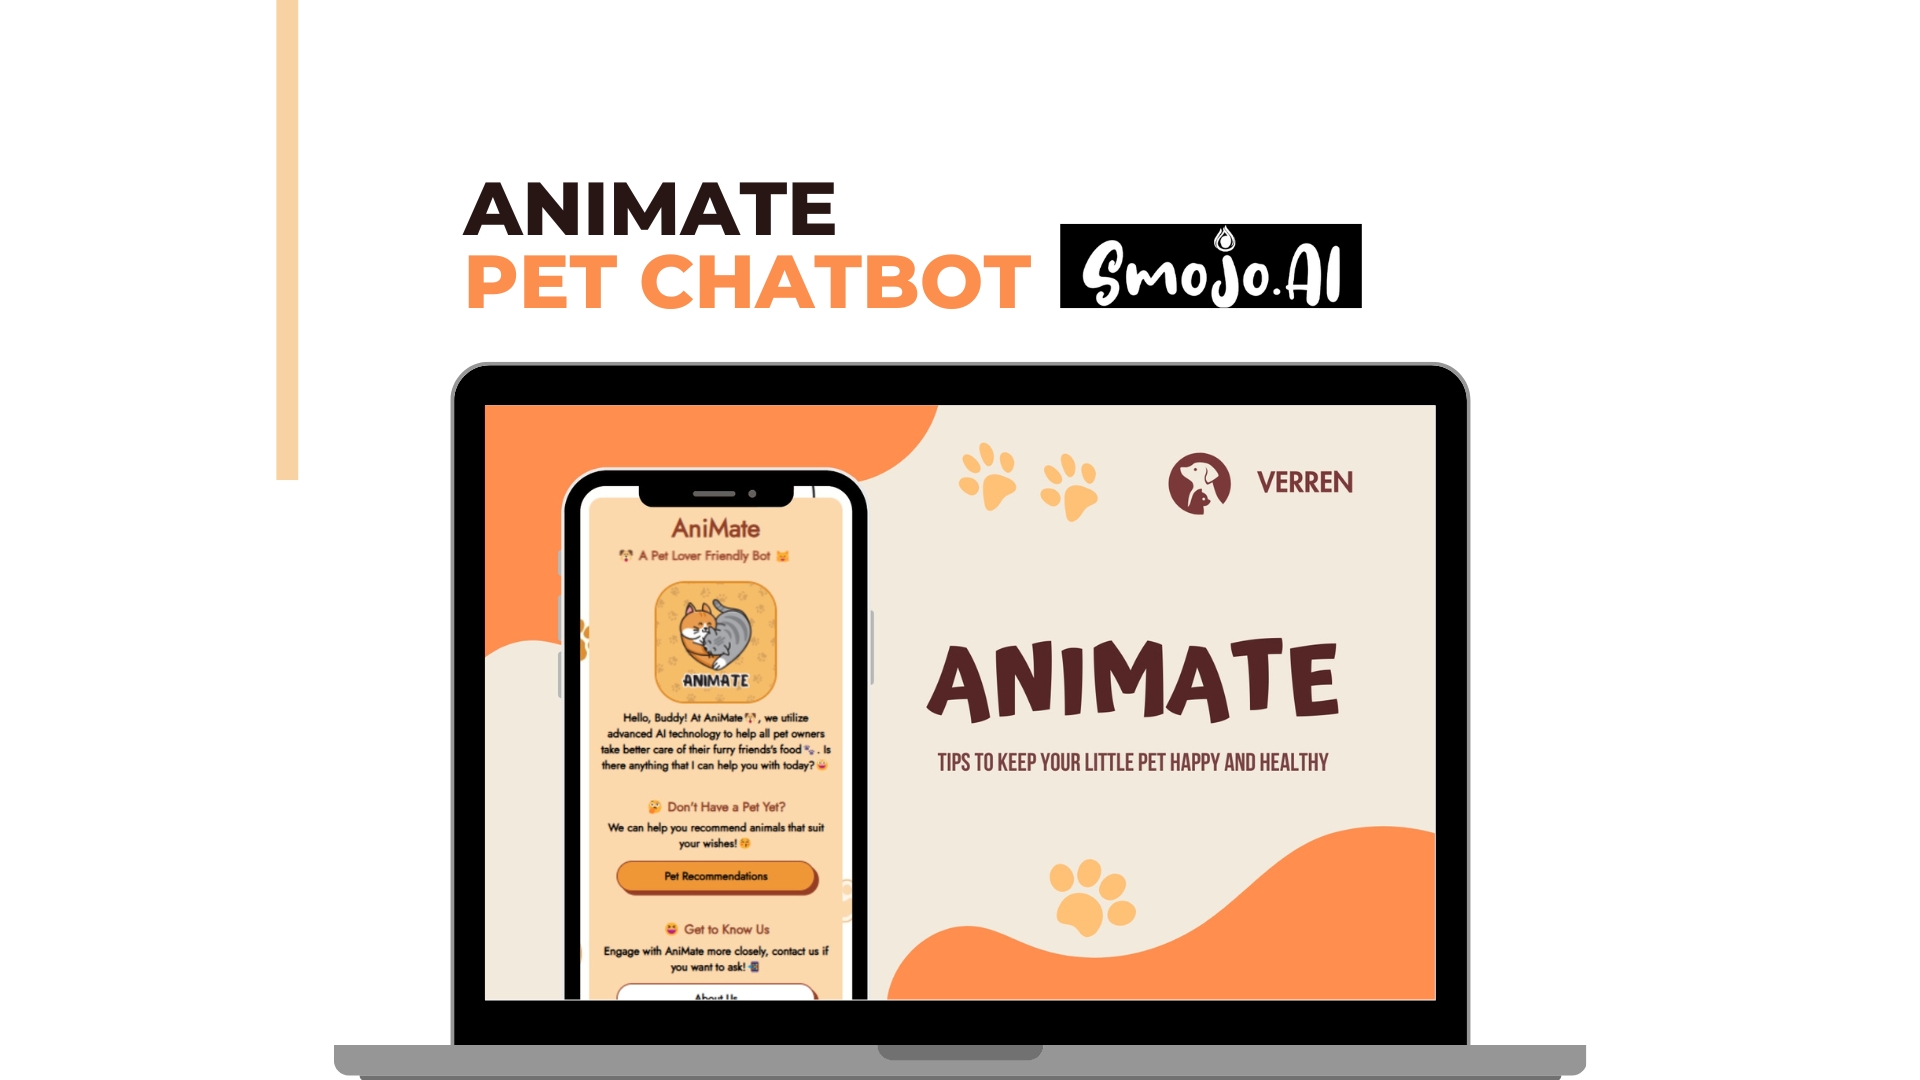 ANIMATE
PET CHATBOT
Smojo.AI
VERREN
AniMate
🐶 A Pet Lover Friendly Bot 🐱
ANIMATE
Hello, Buddy! At AniMate🐶, we utilize
advanced AI technology to help all pet owners
take better care of their furry friends's food🐾. Is
there anything that I can help you with today?😀
🤔 Don't Have a Pet Yet?
We can help you recommend animals that suit
your wishes!😚
Pet Recommendations
😀 Get to Know Us
Engage with AniMate more closely, contact us if
you want to ask!📲
About Us
ANIMATE
TIPS TO KEEP YOUR LITTLE PET HAPPY AND HEALTHY